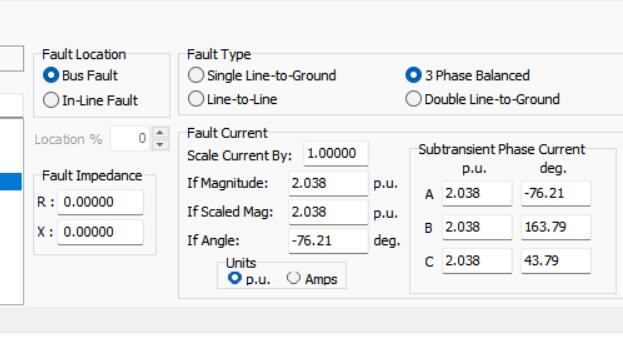 Fault Location
Bus Fault
In-Line Fault
Location % 0
Fault Impedance
R : 0.00000
X : 0.00000
Fault Type
Single Line-to-Ground
3 Phase Balanced
Line-to-Line
Double Line-to-Ground
Fault Current
Scale Current By: 1.00000
If Magnitude: 2.038 p.u.
If Scaled Mag: 2.038 p.u.
If Angle: -76.21 deg.
Units
p.u. Amps
Subtransient Phase Current
p.u. deg.
A 2.038 -76.21
B 2.038 163.79
C 2.038 43.79